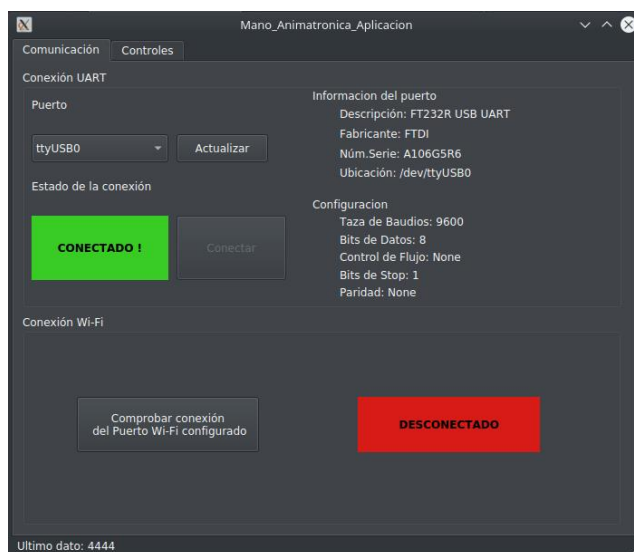 Mano_Animatronica_Aplicacion
Comunicación Controles
Conexión UART
Puerto
ttyUSB0 Actualizar
Estado de la conexión
CONECTADO ! Conectar
Informacion del puerto
Descripción: FT232R USB UART
Fabricante: FTDI
Núm.Serie: A106G5R6
Ubicación: /dev/ttyUSB0
Configuracion
Taza de Baudios: 9600
Bits de Datos: 8
Control de Flujo: None
Bits de Stop: 1
Paridad: None
Conexión Wi-Fi
Comprobar conexión
del Puerto Wi-Fi configurado
DESCONECTADO
Ultimo dato: 4444